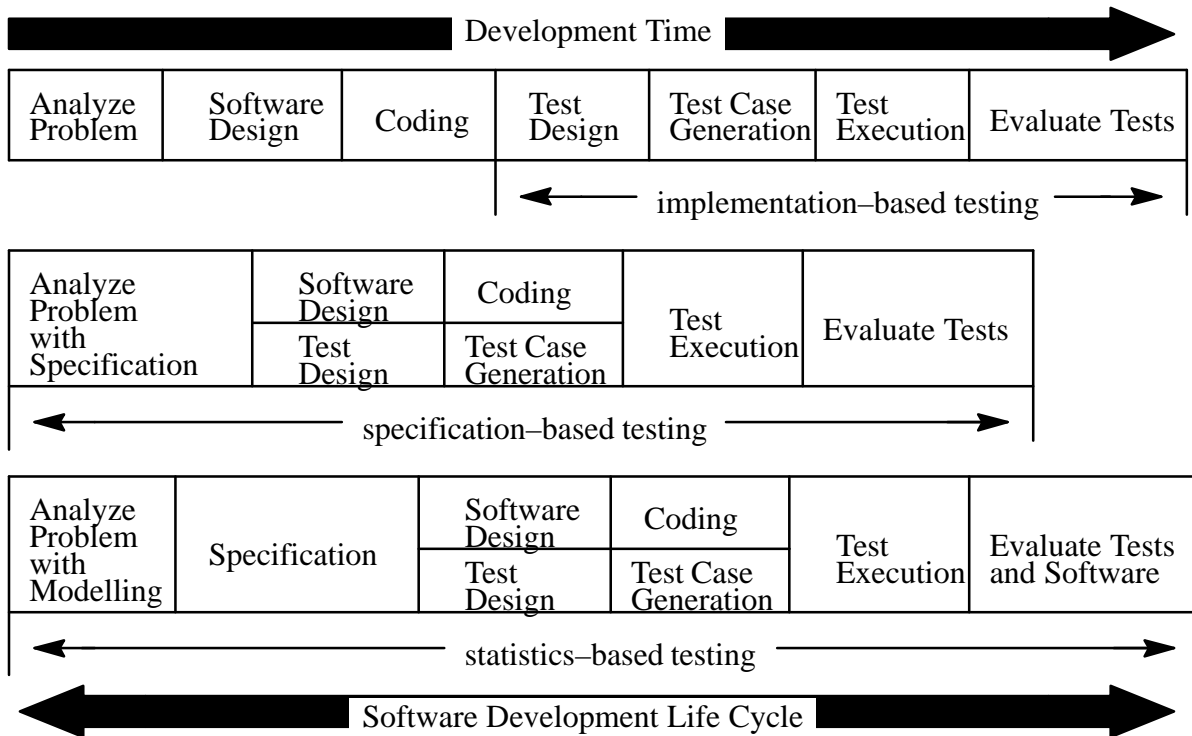 Development Time
Analyze
Problem
Software
Design
Coding
Test
Design
Test Case
Generation
Test
Execution
Evaluate Tests
implementation–based testing
Analyze
Problem
with
Specification
Software
Design
Coding
Test
Design
Test Case
Generation
Test
Execution
Evaluate Tests
specification–based testing
Analyze
Problem
with
Modelling
Specification
Software
Design
Coding
Test
Design
Test Case
Generation
Test
Execution
Evaluate Tests
and Software
statistics–based testing
Software Development Life Cycle